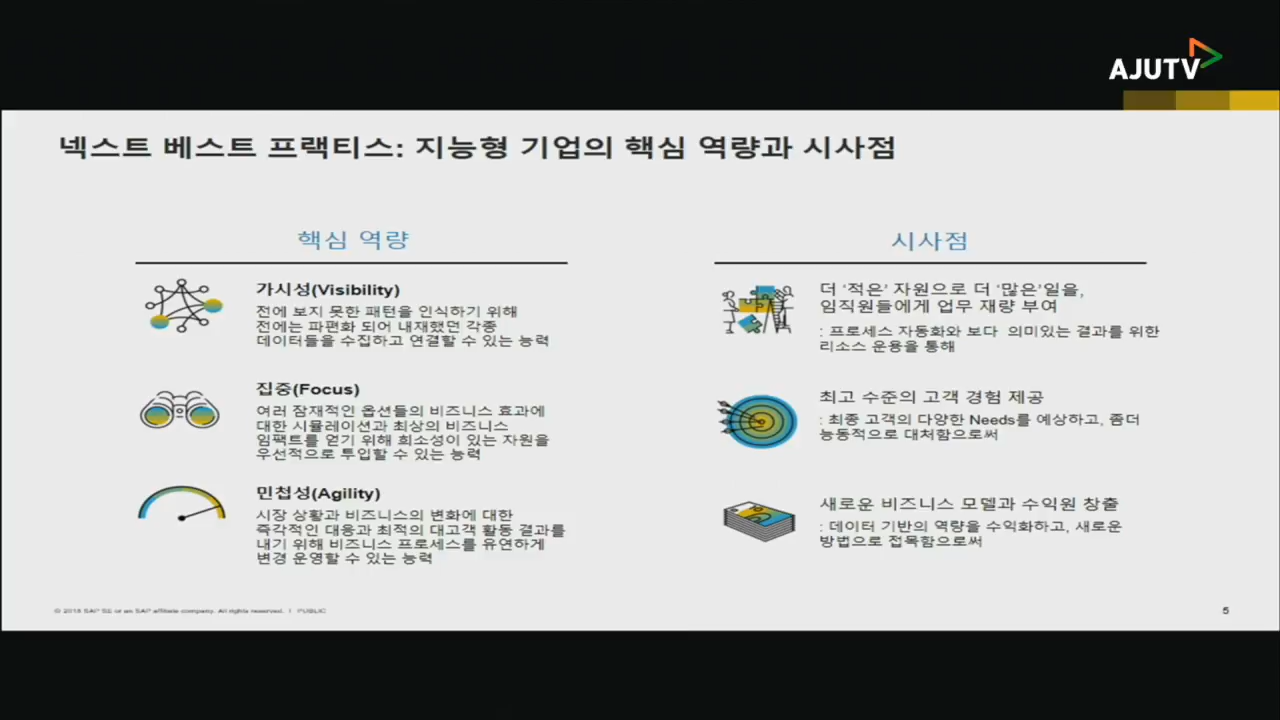 AJUTV
넥스트 베스트 프랙티스: 지능형 기업의 핵심 역량과 시사점
핵심 역량
가시성(Visibility)
전에 보지 못한 패턴을 인식하기 위해
전에는 파편화 되어 내재했던 각종
데이터들을 수집하고 연결할 수 있는 능력
집중(Focus)
여러 잠재적인 옵션들의 비즈니스 효과에
대한 시뮬레이션과 최상의 비즈니스
임팩트를 얻기 위해 희소성이 있는 자원을
우선적으로 투입할 수 있는 능력
민첩성(Agility)
시장 상황과 비즈니스의 변화에 대한
즉각적인 대응과 최적의 대고객 활동 결과를
내기 위해 비즈니스 프로세스를 유연하게
변경 운영할 수 있는 능력
시사점
더 ‘적은’ 자원으로 더 ‘많은’일을,
임직원들에게 업무 재량 부여
: 프로세스 자동화와 보다 의미있는 결과를 위한
리소스 운용을 통해
최고 수준의 고객 경험 제공
: 최종 고객의 다양한 Needs를 예상하고, 좀더
능동적으로 대처함으로써
새로운 비즈니스 모델과 수익원 창출
: 데이터 기반의 역량을 수익화하고, 새로운
방법으로 접목함으로써
© 2018 SAP SE or an SAP affiliate company. All rights reserved. | PUBLIC
5